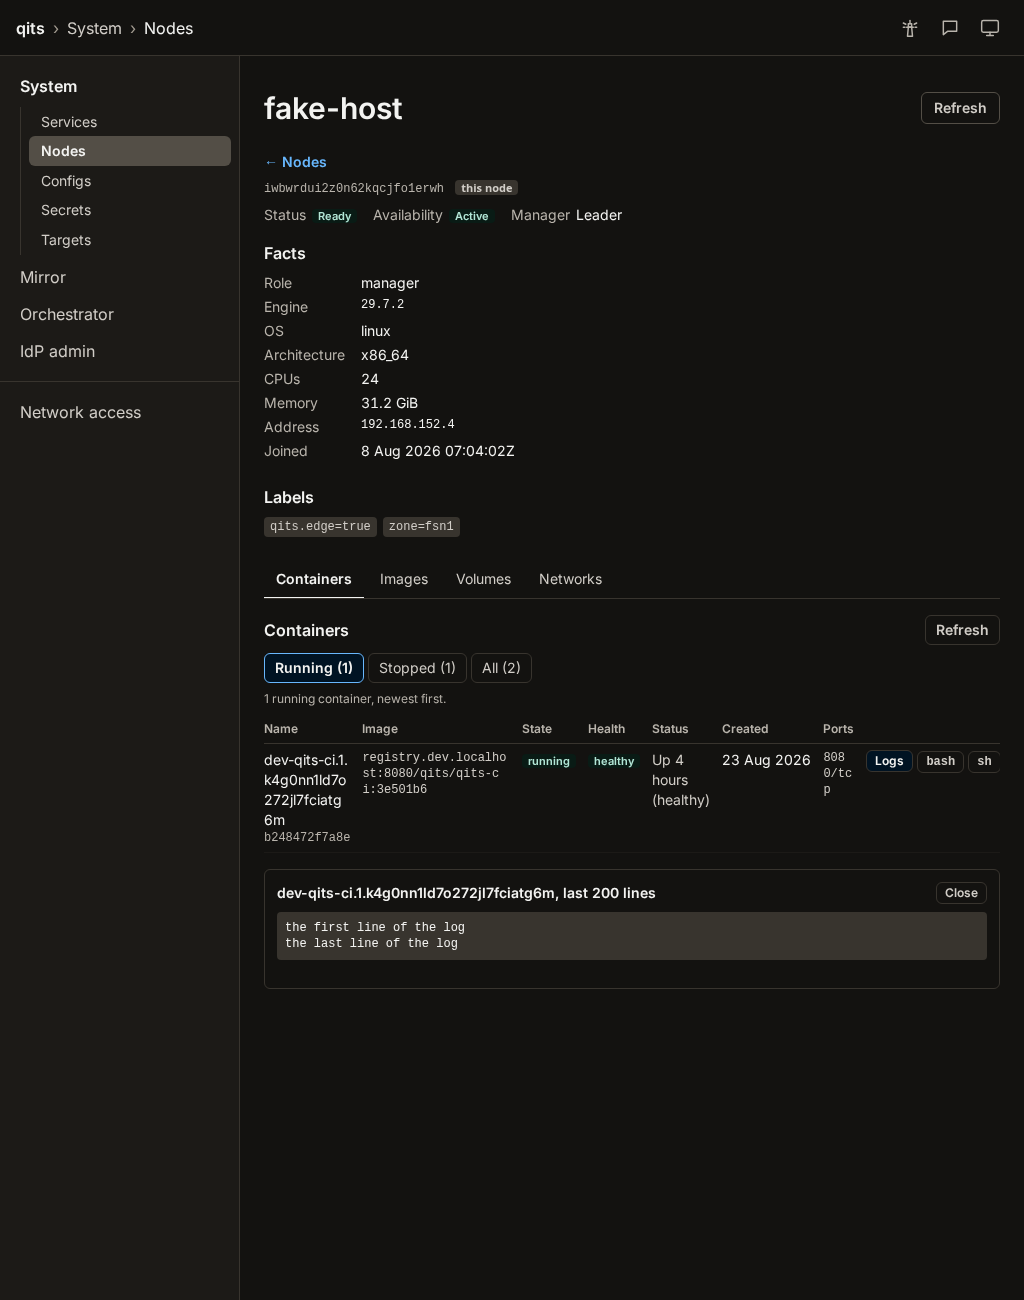 qits › System › Nodes
System
Services
Nodes
Configs
Secrets
Targets
Mirror
Orchestrator
IdP admin
Network access
fake-host
Refresh
← Nodes
iwbwrdui2z0n62kqcjfo1erwh this node
Status Ready Availability Active Manager Leader
Facts
Role manager
Engine 29.7.2
OS linux
Architecture x86_64
CPUs 24
Memory 31.2 GiB
Address 192.168.152.4
Joined 8 Aug 2026 07:04:02Z
Labels
qits.edge=true zone=fsn1
Containers Images Volumes Networks
Containers
Refresh
Running (1) Stopped (1) All (2)
1 running container, newest first.
Name Image State Health Status Created Ports
dev-qits-ci.1.
k4g0nn1ld7o
272jl7fciatg
6m
b248472f7a8e
registry.dev.localho
st:8080/qits/qits-c
i:3e501b6
running
healthy
Up 4
hours
(healthy)
23 Aug 2026
808
0/tc
p
Logs bash sh
dev-qits-ci.1.k4g0nn1ld7o272jl7fciatg6m, last 200 lines
Close
the first line of the log
the last line of the log